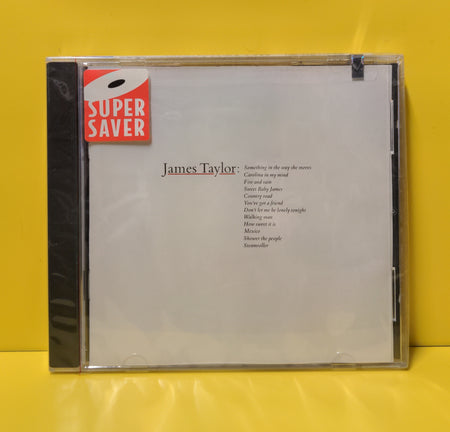 SUPER
SAVER
James Taylor:
Something in the way she moves
Carolina in my mind
Fire and rain
Sweet Baby James
Country road
You've got a friend
Don't let me be lonely tonight
Walking man
How sweet it is
Mexico
Shower the people
Steamroller